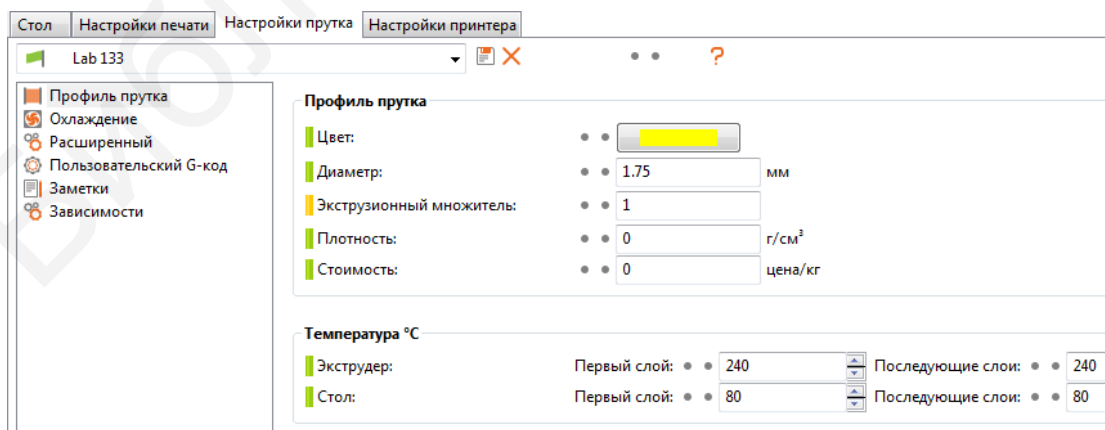 Стол Настройки печати Настройки прутка Настройки принтера
Lab 133 ?
Профиль прутка
Охлаждение
Расширенный
Пользовательский G-код
Заметки
Зависимости
Профиль прутка
Цвет:
Диаметр: 1.75 мм
Экструзионный множитель: 1
Плотность: 0 г/см³
Стоимость: 0 цена/кг
Температура °C
Экструдер: Первый слой: 240 Последующие слои: 240
Стол: Первый слой: 80 Последующие слои: 80